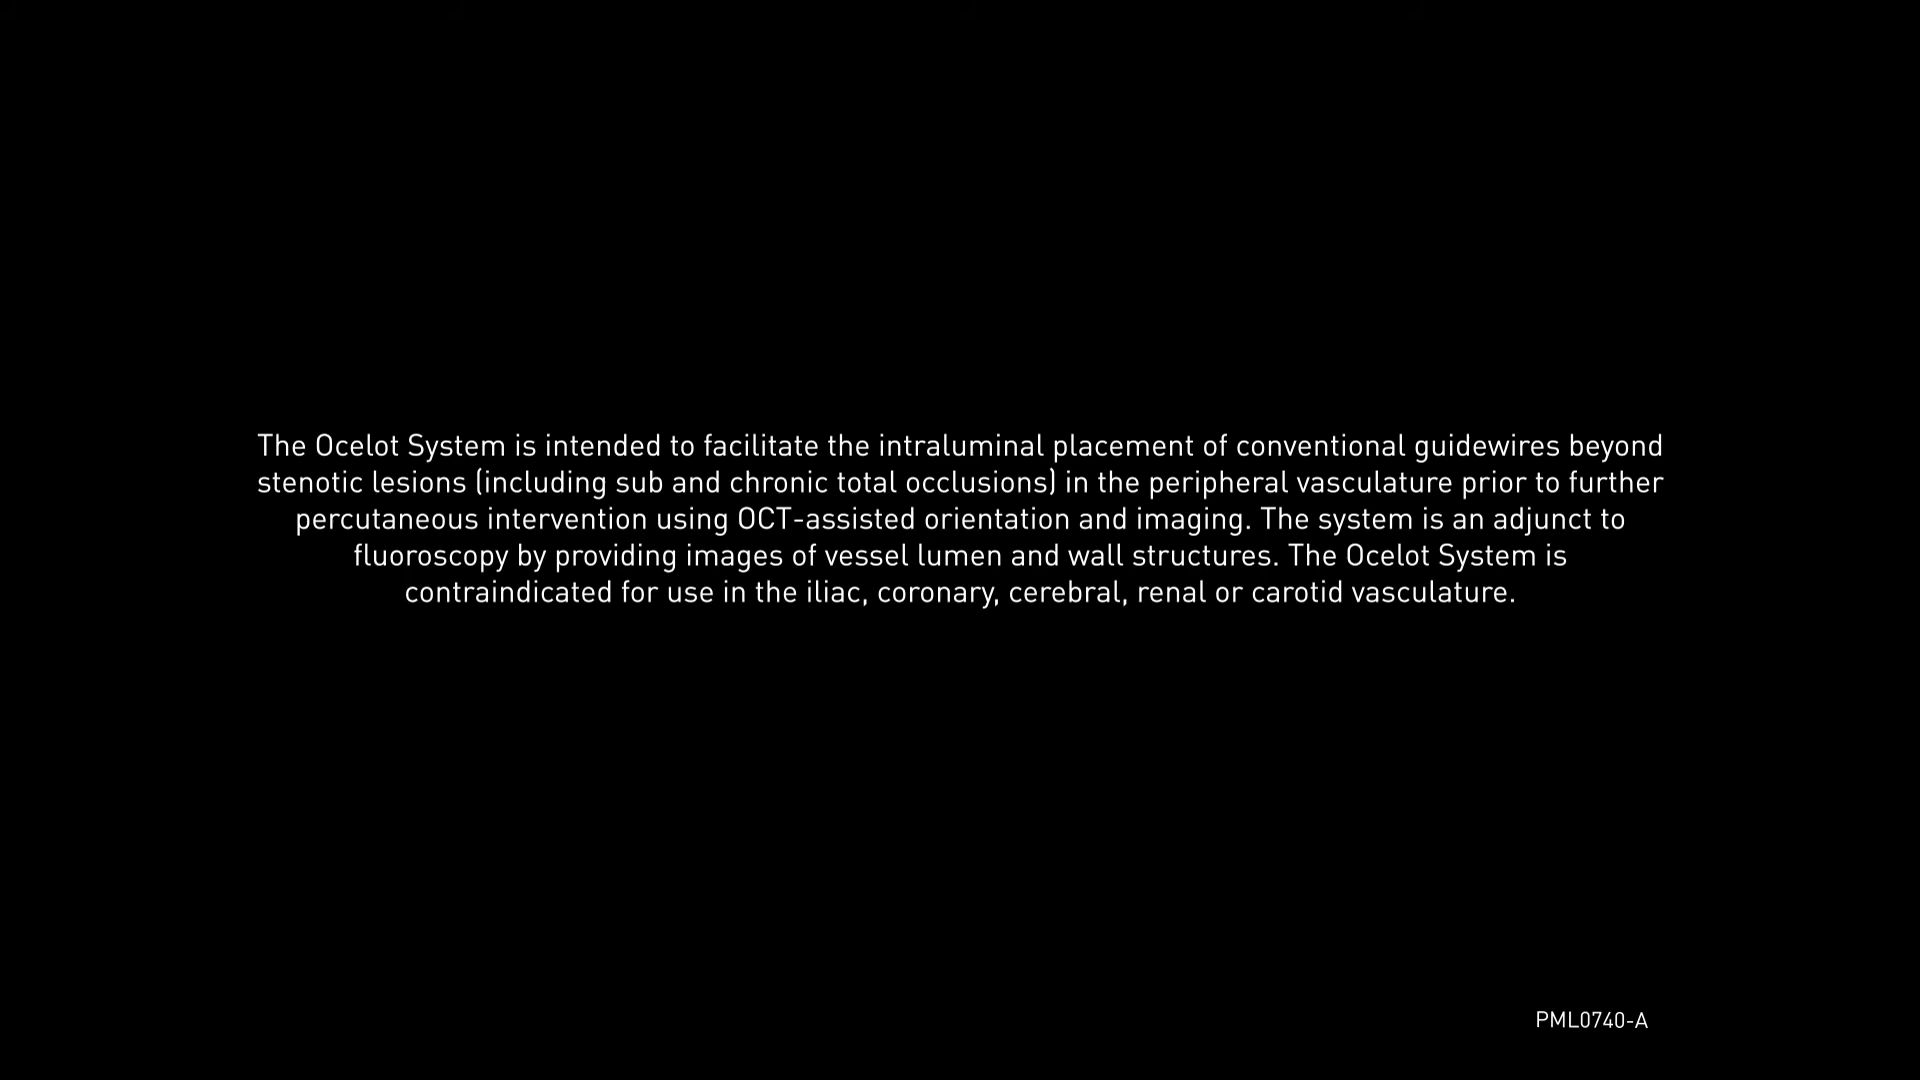 The Ocelot System is intended to facilitate the intraluminal placement of conventional guidewires beyond
stenotic lesions (including sub and chronic total occlusions) in the peripheral vasculature prior to further
percutaneous intervention using OCT-assisted orientation and imaging. The system is an adjunct to
fluoroscopy by providing images of vessel lumen and wall structures. The Ocelot System is
contraindicated for use in the iliac, coronary, cerebral, renal or carotid vasculature.
PML0740-A